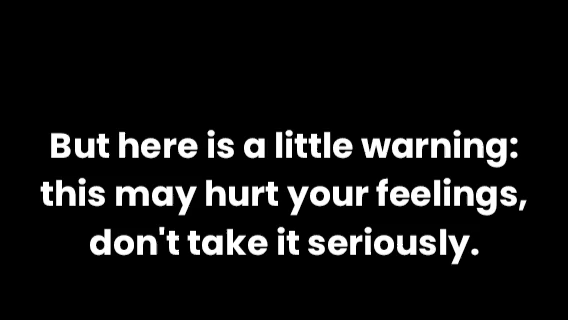 But here is a little warning:
this may hurt your feelings,
don't take it seriously.